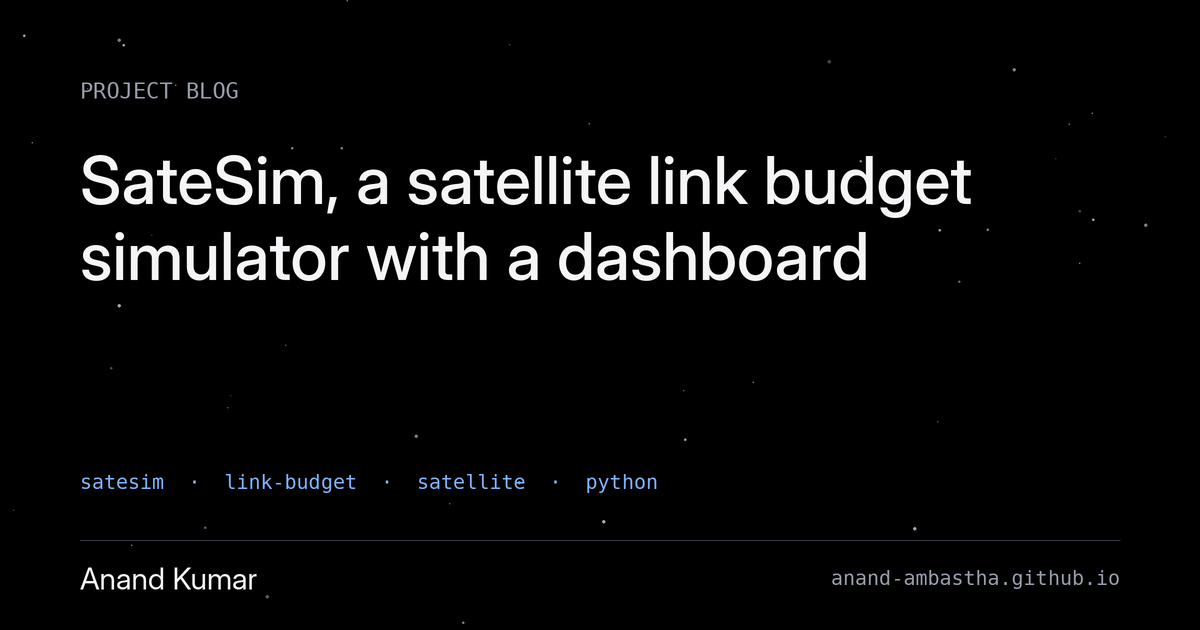 PROJECT BLOG
SateSim, a satellite link budget
simulator with a dashboard
satesim · link-budget · satellite · python
Anand Kumar
anand-ambastha.github.io